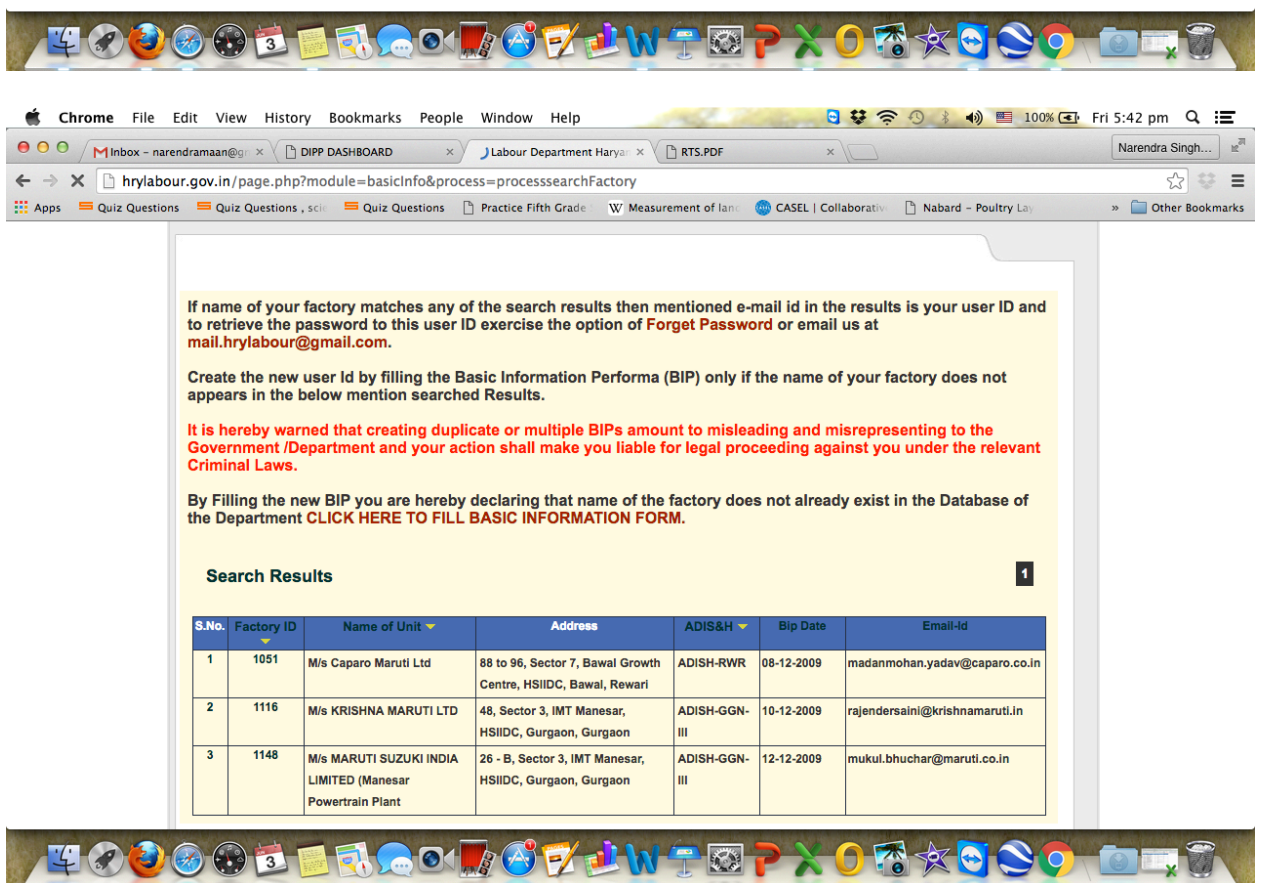 3
Chrome File Edit View History Bookmarks People Window Help 100% Fri 5:42 pm
Inbox – narendramaan@g DIPP DASHBOARD Labour Department Haryan RTS.PDF Narendra Singh...
hrylabour.gov.in/page.php?module=basicInfo&process=processsearchFactory
Apps Quiz Questions Quiz Questions , scie Quiz Questions Practice Fifth Grade Measurement of lan CASEL | Collaborativ Nabard – Poultry Lay » Other Bookmarks
If name of your factory matches any of the search results then mentioned e-mail id in the results is your user ID and
to retrieve the password to this user ID exercise the option of Forget Password or email us at
mail.hrylabour@gmail.com.
Create the new user Id by filling the Basic Information Performa (BIP) only if the name of your factory does not
appears in the below mention searched Results.
It is hereby warned that creating duplicate or multiple BIPs amount to misleading and misrepresenting to the
Government /Department and your action shall make you liable for legal proceeding against you under the relevant
Criminal Laws.
By Filling the new BIP you are hereby declaring that name of the factory does not already exist in the Database of
the Department CLICK HERE TO FILL BASIC INFORMATION FORM.
Search Results 1
S.No. Factory ID Name of Unit Address ADIS&H Bip Date Email-Id
1 1051 M/s Caparo Maruti Ltd 88 to 96, Sector 7, Bawal Growth ADISH-RWR 08-12-2009 madanmohan.yadav@caparo.co.in
Centre, HSIIDC, Bawal, Rewari
2 1116 M/s KRISHNA MARUTI LTD 48, Sector 3, IMT Manesar, ADISH-GGN- 10-12-2009 rajendersaini@krishnamaruti.in
HSIIDC, Gurgaon, Gurgaon III
3 1148 M/s MARUTI SUZUKI INDIA 26 - B, Sector 3, IMT Manesar, ADISH-GGN- 12-12-2009 mukul.bhuchar@maruti.co.in
LIMITED (Manesar HSIIDC, Gurgaon, Gurgaon III
Powertrain Plant
3